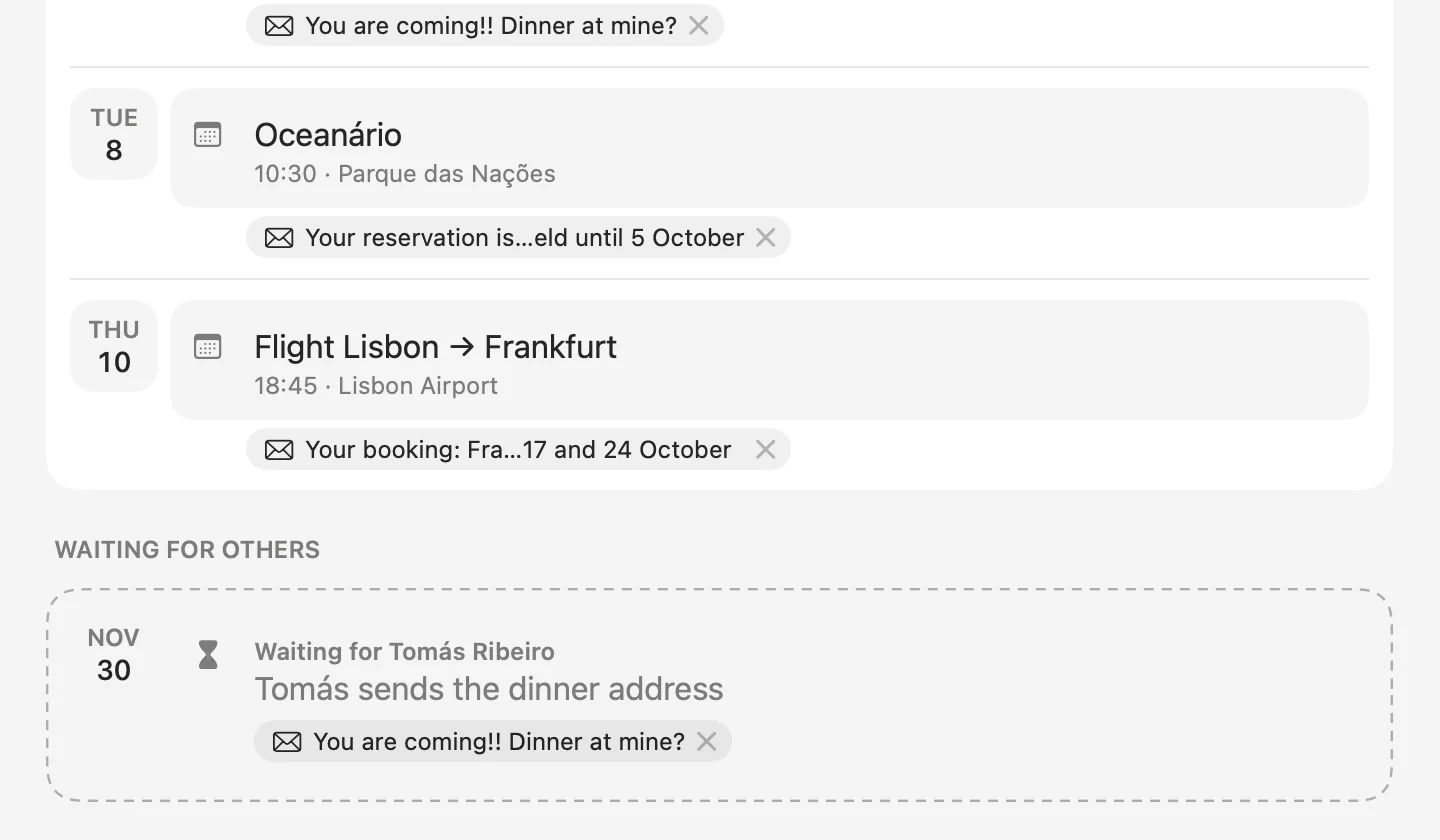 You are coming!! Dinner at mine?
TUE
8
Oceanário
10:30 · Parque das Nações
Your reservation is...eld until 5 October
THU
10
Flight Lisbon → Frankfurt
18:45 · Lisbon Airport
Your booking: Fra...17 and 24 October
WAITING FOR OTHERS
NOV
30
Waiting for Tomás Ribeiro
Tomás sends the dinner address
You are coming!! Dinner at mine?